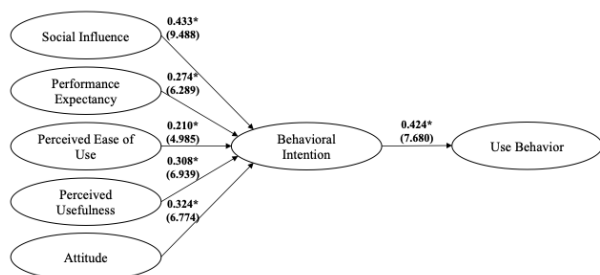 Social Influence
0.433*
(9.488)
Performance
Expectancy
0.274*
(6.289)
Perceived Ease of
Use
0.210*
(4.985)
Behavioral
Intention
0.424*
(7.680)
Use Behavior
Perceived
Usefulness
0.308*
(6.939)
Attitude
0.324*
(6.774)